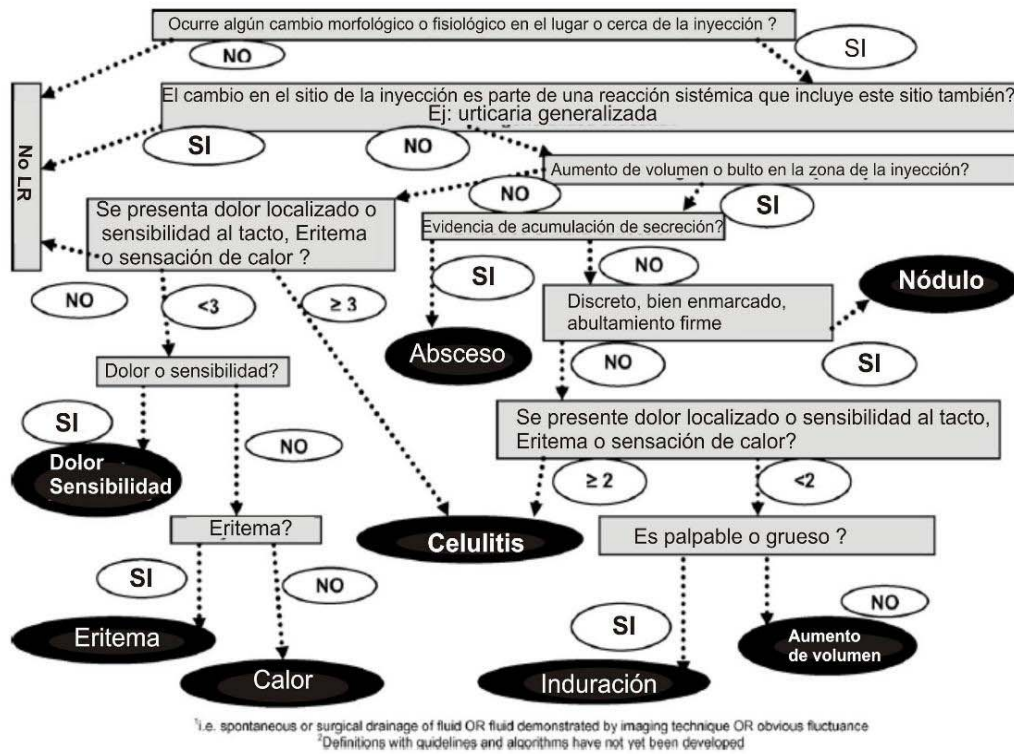 Ocurre algún cambio morfológico o fisiológico en el lugar o cerca de la inyección ?
NO
SI
El cambio en el sitio de la inyección es parte de una reacción sistémica que incluye este sitio también?
Ej: urticaria generalizada
SI
NO
No LR
Aumento de volumen o bulto en la zona de la inyección?
NO
SI
Se presenta dolor localizado o
sensibilidad al tacto, Eritema
o sensación de calor ?
Evidencia de acumulación de secreción?
SI
NO
NO
<3
≥ 3
Discreto, bien enmarcado,
abultamiento firme
Nódulo
Absceso
NO
SI
Dolor o sensibilidad?
SI
NO
Se presente dolor localizado o sensibilidad al tacto,
Eritema o sensación de calor?
Dolor
Sensibilidad
≥ 2
<2
Eritema?
Celulitis
Es palpable o grueso ?
SI
NO
SI
NO
Eritema
Calor
Induración
Aumento
de volumen
¹i.e. spontaneous or surgical drainage of fluid OR fluid demonstrated by imaging technique OR obvious fluctuance
²Definitions with guidelines and algorithms have not yet been developed